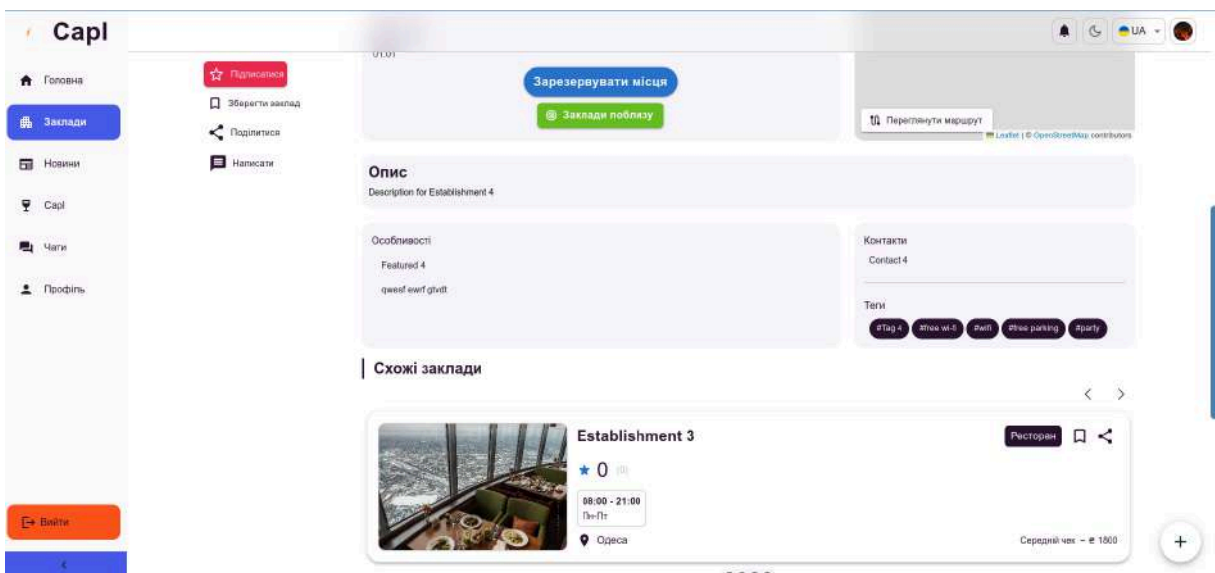 Capl
UA
Головна
Заклади
Новини
Capl
Чати
Профіль
Вийти
Підписатися
Зберегти заклад
Поділитися
Написати
01:01
Зарезервувати місця
Заклади поблизу
Переглянути маршрут
Leaflet | © OpenStreetMap contributors
Опис
Description for Establishment 4
Особливості
Featured 4
Контакти
Contact 4
Теги
#Tag 4 #free wi-fi #wifi #free parking #party
Схожі заклади
Establishment 3
Ресторан
0 (0)
08:00 - 21:00
Пн-Пт
Одеса
Середній чек ~ ₴ 1800